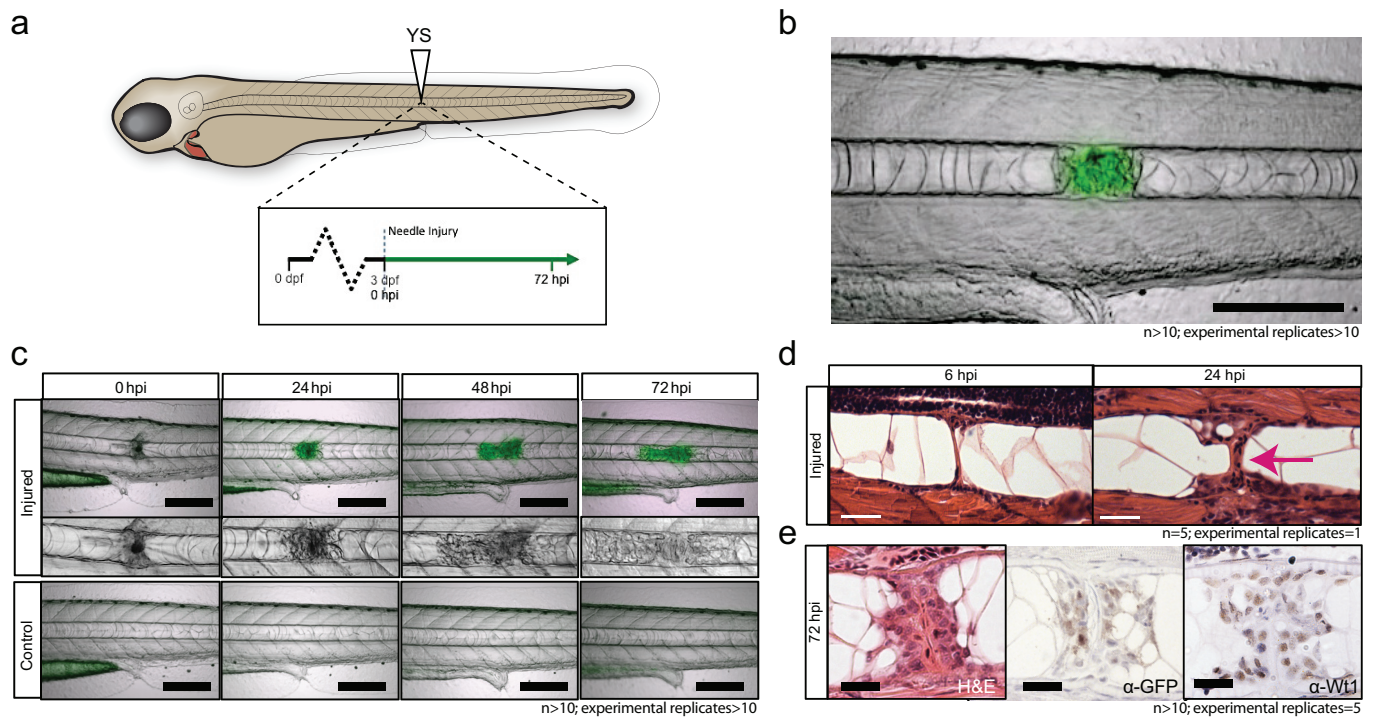 a
YS
Needle Injury
0 dpf
3 dpf
0 hpi
72 hpi
b
n>10; experimental replicates>10
c
0 hpi
24 hpi
48 hpi
72 hpi
Injured
Control
n>10; experimental replicates>10
d
6 hpi
24 hpi
Injured
n=5; experimental replicates=1
e
72 hpi
H&E
α-GFP
α-Wt1
n>10; experimental replicates=5